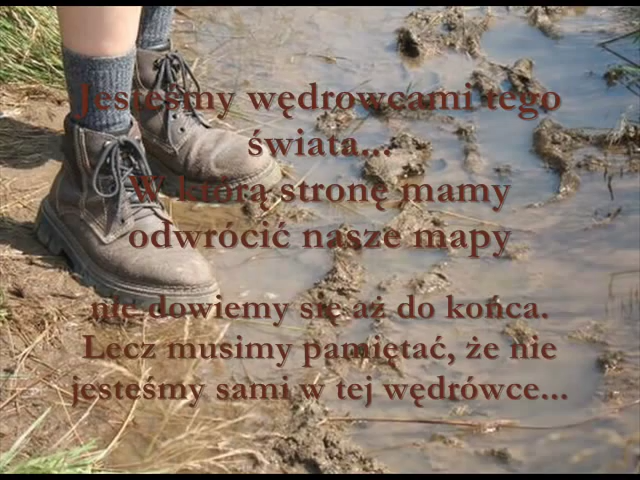 Jesteśmy wędrowcami tego
świata...
W którą stronę mamy
odwrócić nasze mapy
nie dowiemy się aż do końca.
Lecz musimy pamiętać, że nie
jesteśmy sami w tej wędrówce...